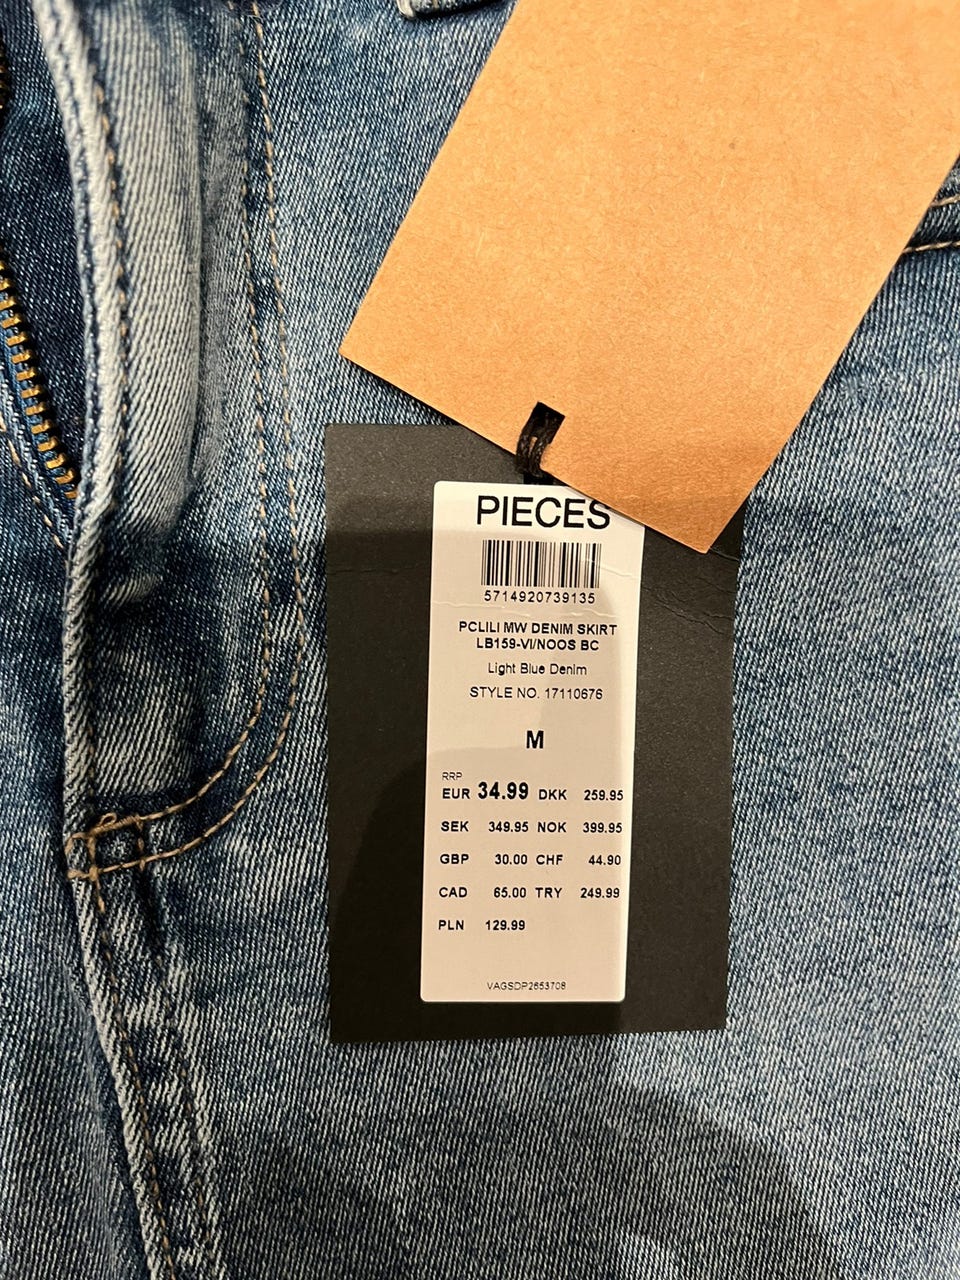 PIECES
5714920739135
PCLILI MW DENIM SKIRT
LB159-VI/NOOS BC
Light Blue Denim
STYLE NO. 17110676
M
RRP
EUR 34.99 DKK 259.95
SEK 349.95 NOK 399.95
GBP 30.00 CHF 44.90
CAD 65.00 TRY 249.99
PLN 129.99
VAGSDP2653708